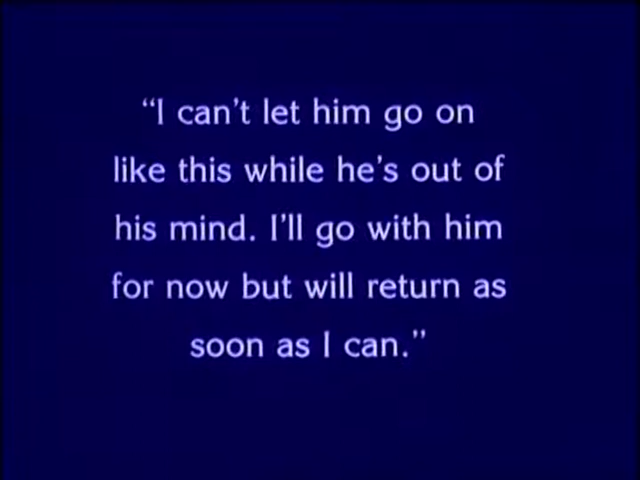 “I can’t let him go on
like this while he’s out of
his mind. I’ll go with him
for now but will return as
soon as I can.”